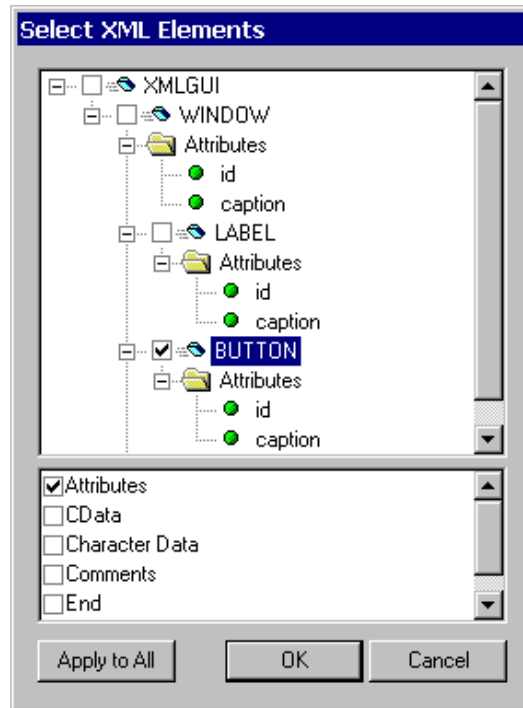 Select XML Elements
XMLGUI
WINDOW
Attributes
id
caption
LABEL
Attributes
id
caption
BUTTON
Attributes
id
caption
Attributes
CData
Character Data
Comments
End
Apply to All
OK
Cancel